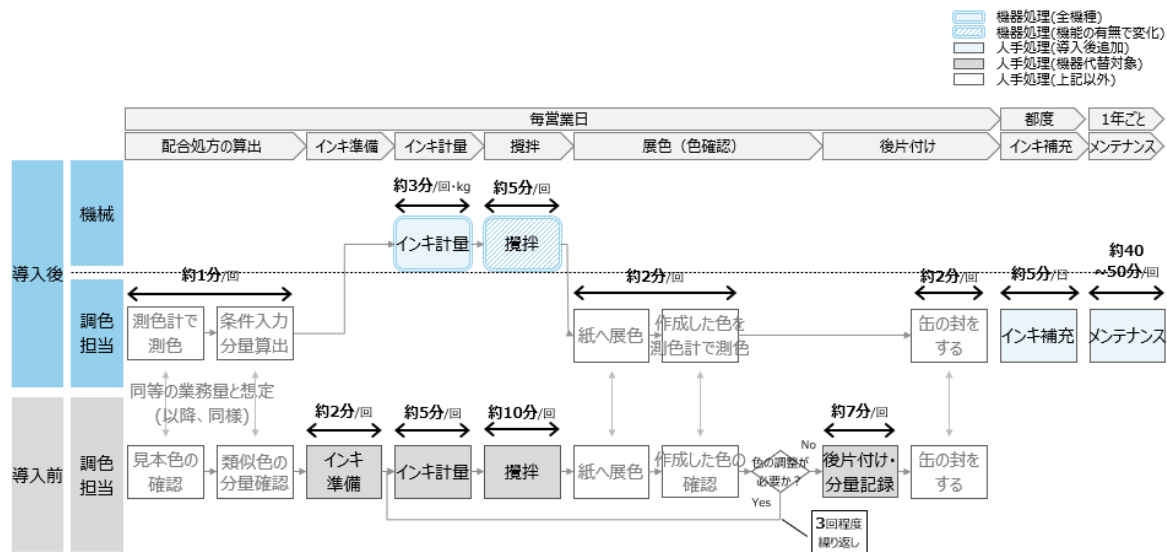 機器処理(全機種)
機器処理(機能の有無で変化)
人手処理(導入後追加)
人手処理(機器代替対象)
人手処理(上記以外)
毎営業日
都度
1年ごと
配合処方の算出
インキ準備
インキ計量
攪拌
展色（色確認）
後片付け
インキ補充
メンテナンス
導入後
機械
約3分/回・kg
約5分/回
インキ計量
攪拌
調色
担当
約1分/回
約2分/回
約2分/回
約5分/日
約40
~50分/回
測色計で
測色
条件入力
分量算出
紙へ展色
作成した色を
測色計で測色
缶の封を
する
インキ補充
メンテナンス
同等の業務量と想定
(以降、同様)
導入前
調色
担当
約2分/回
約5分/回
約10分/回
約7分/回
見本色の
確認
類似色の
分量確認
インキ
準備
インキ計量
攪拌
紙へ展色
作成した色の
確認
色の調整が
必要か？
No
Yes
後片付け・
分量記録
缶の封を
する
3回程度
繰り返し